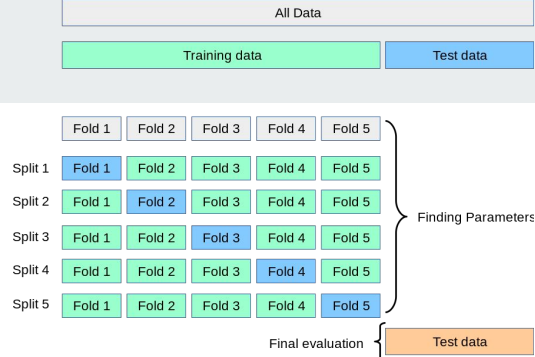 All Data
Training data Test data
Fold 1 Fold 2 Fold 3 Fold 4 Fold 5
Split 1 Fold 1 Fold 2 Fold 3 Fold 4 Fold 5
Split 2 Fold 1 Fold 2 Fold 3 Fold 4 Fold 5
Finding Parameters
Split 3 Fold 1 Fold 2 Fold 3 Fold 4 Fold 5
Split 4 Fold 1 Fold 2 Fold 3 Fold 4 Fold 5
Split 5 Fold 1 Fold 2 Fold 3 Fold 4 Fold 5
Final evaluation Test data